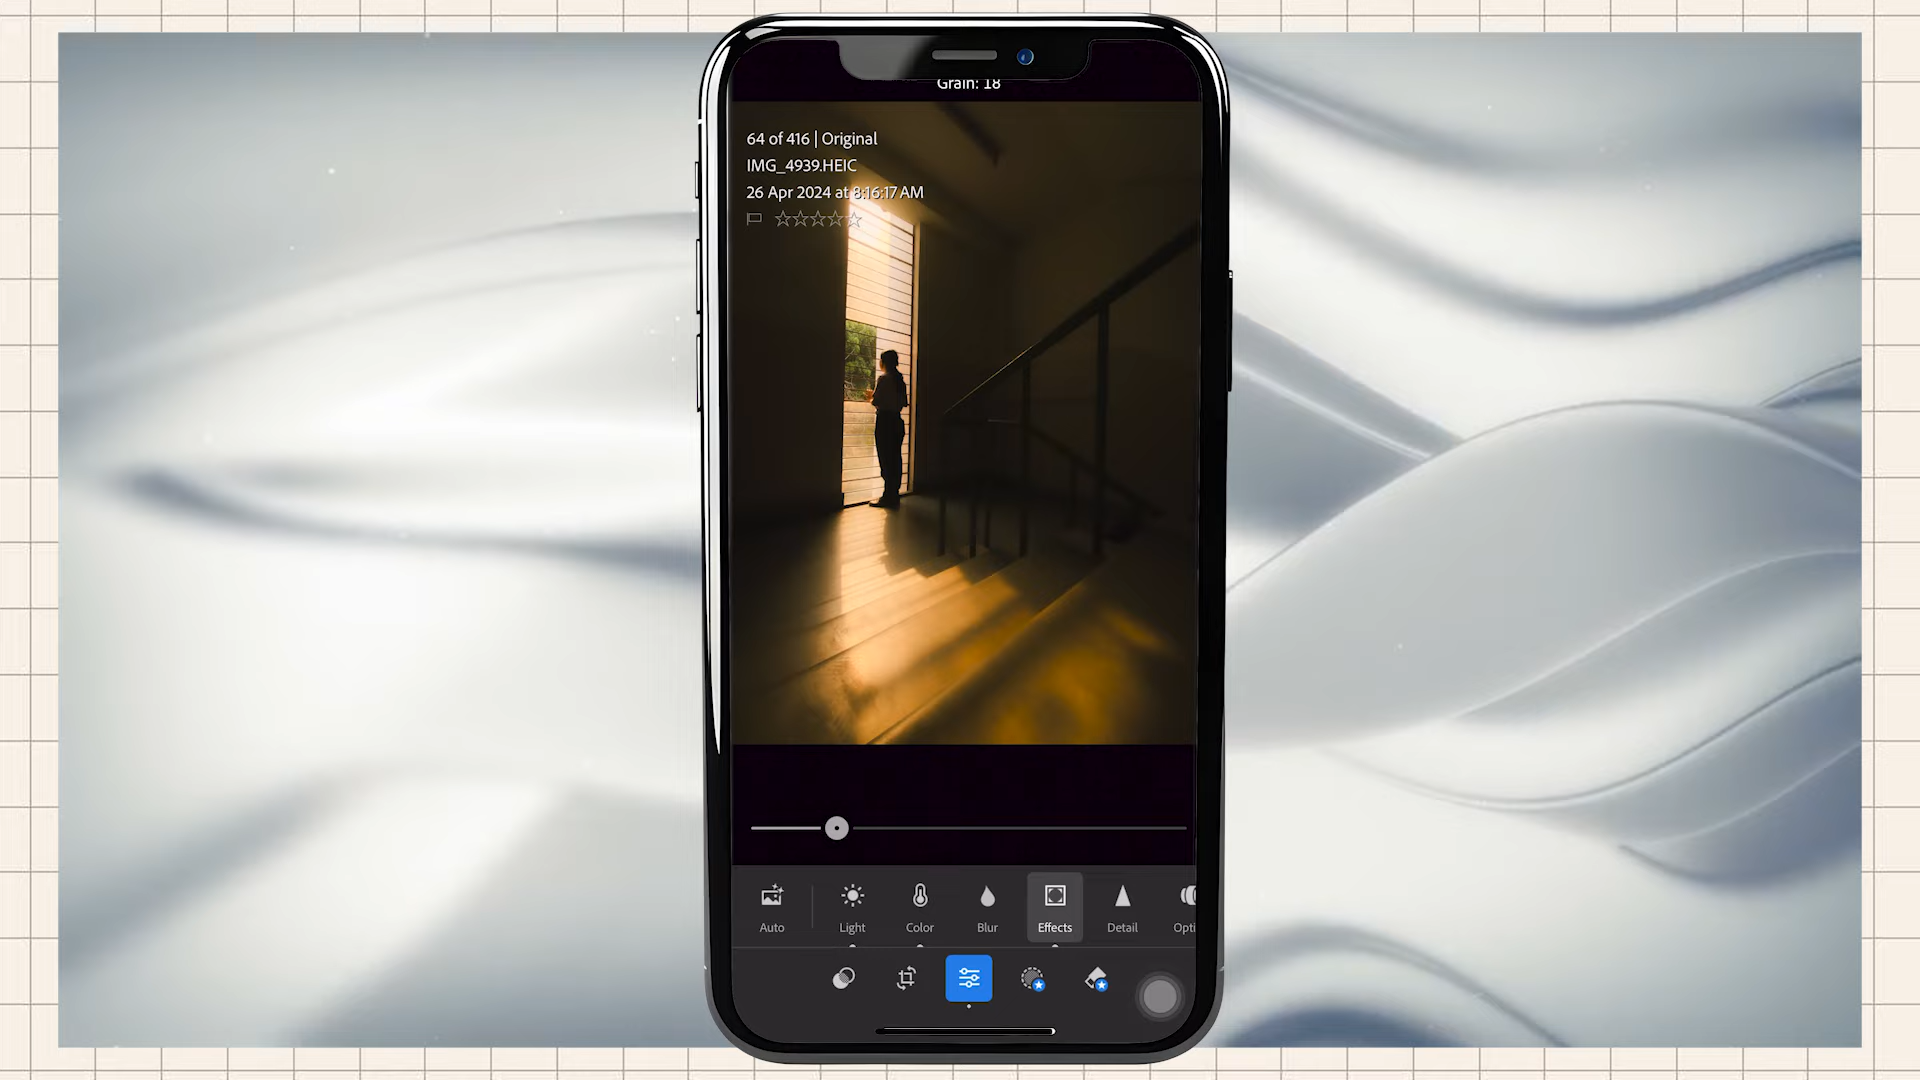 Grain: 18
64 of 416 | Original
IMG_4939.HEIC
26 Apr 2024 at 8:16:17 AM
Auto
Light
Color
Blur
Effects
Detail
Opti